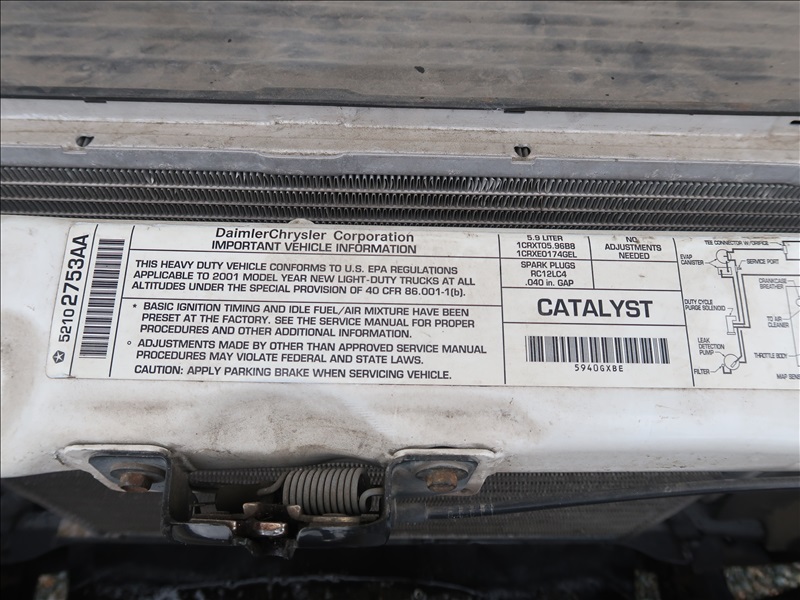 52102753AA
DaimlerChrysler Corporation
IMPORTANT VEHICLE INFORMATION
THIS HEAVY DUTY VEHICLE CONFORMS TO U.S. EPA REGULATIONS
APPLICABLE TO 2001 MODEL YEAR NEW LIGHT-DUTY TRUCKS AT ALL
ALTITUDES UNDER THE SPECIAL PROVISION OF 40 CFR 86.001-1(b).
* BASIC IGNITION TIMING AND IDLE FUEL/AIR MIXTURE HAVE BEEN
PRESET AT THE FACTORY. SEE THE SERVICE MANUAL FOR PROPER
PROCEDURES AND OTHER ADDITIONAL INFORMATION.
° ADJUSTMENTS MADE BY OTHER THAN APPROVED SERVICE MANUAL
PROCEDURES MAY VIOLATE FEDERAL AND STATE LAWS.
CAUTION: APPLY PARKING BRAKE WHEN SERVICING VEHICLE.
5.9 LITER
1CRXT05.96BB
1CRXE0174GEL
SPARK PLUGS
RC12LC4
.040 in. GAP
NO
ADJUSTMENTS
NEEDED
CATALYST
5940GXBE
TEE CONNECTOR W/ORIFICE
EVAP
CANISTER
SERVICE PORT
CRANKCASE
BREATHER
DUTY CYCLE
PURGE SOLENOID
TO AIR
CLEANER
LEAK
DETECTION
PUMP
THROTTLE BODY
FILTER
MAP SENS